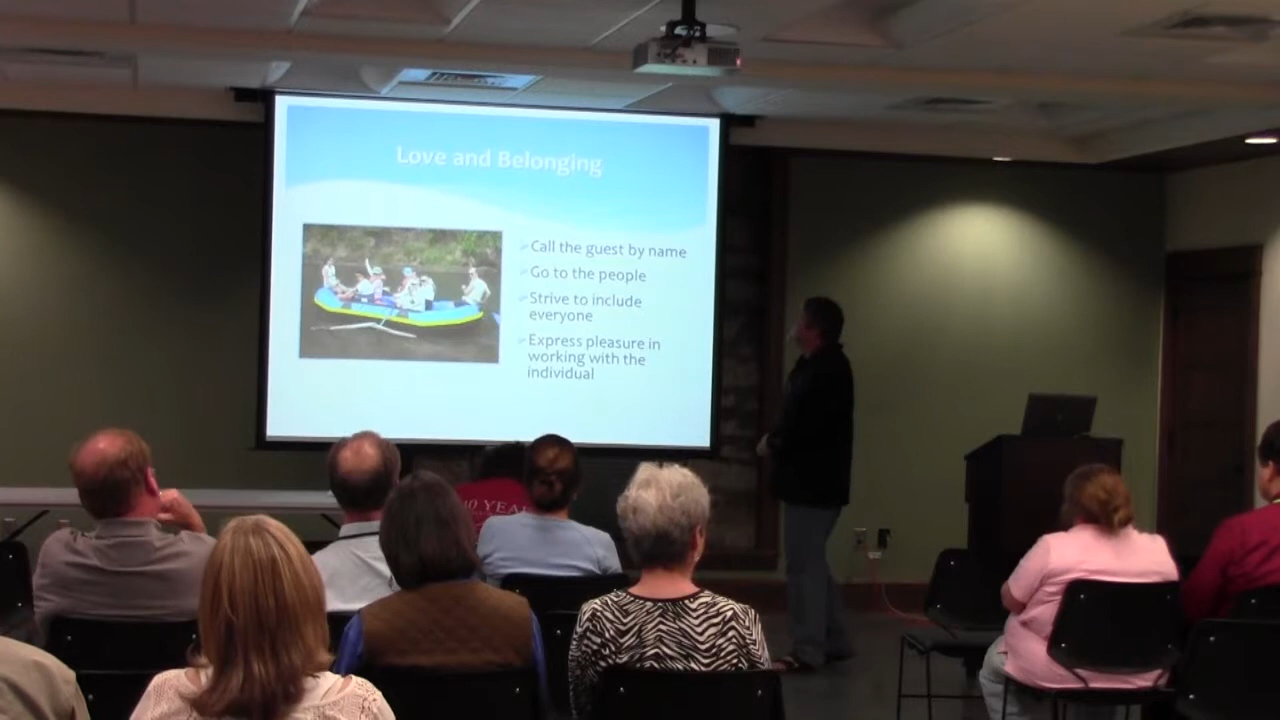 Love and Belonging
Call the guest by name
Go to the people
Strive to include
everyone
Express pleasure in
working with the
individual